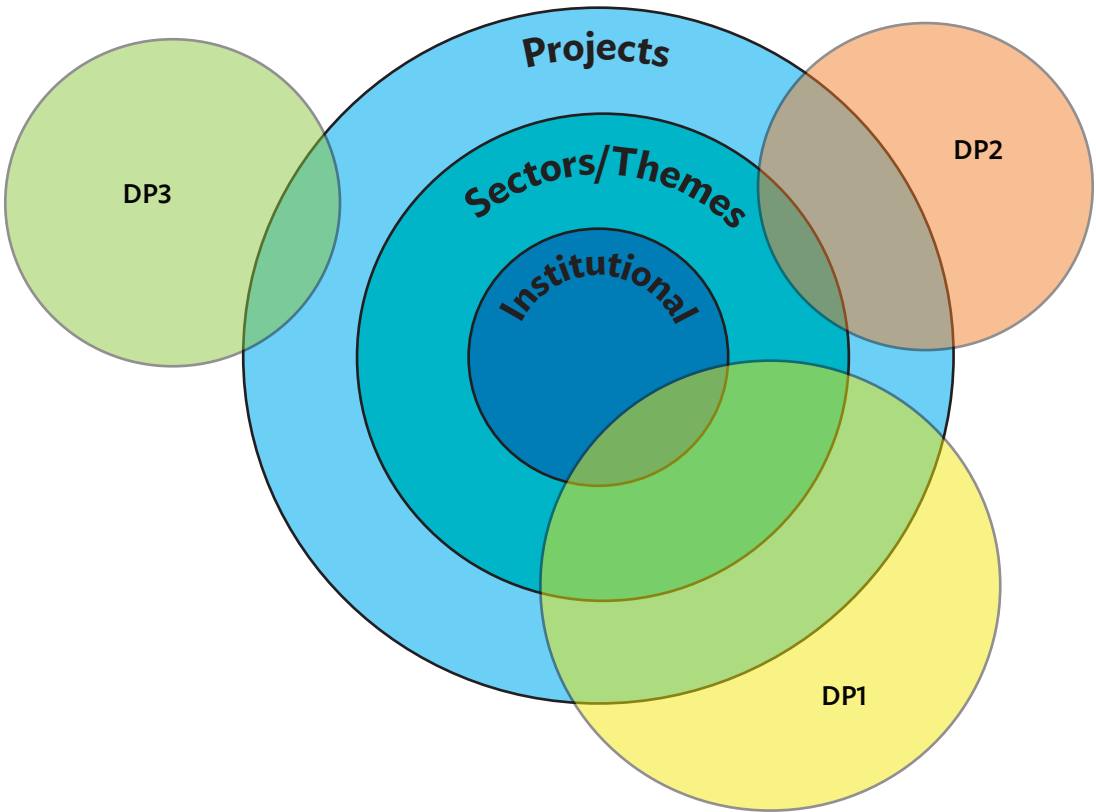 Projects
Sectors/Themes
Institutional
DP3
DP2
DP1